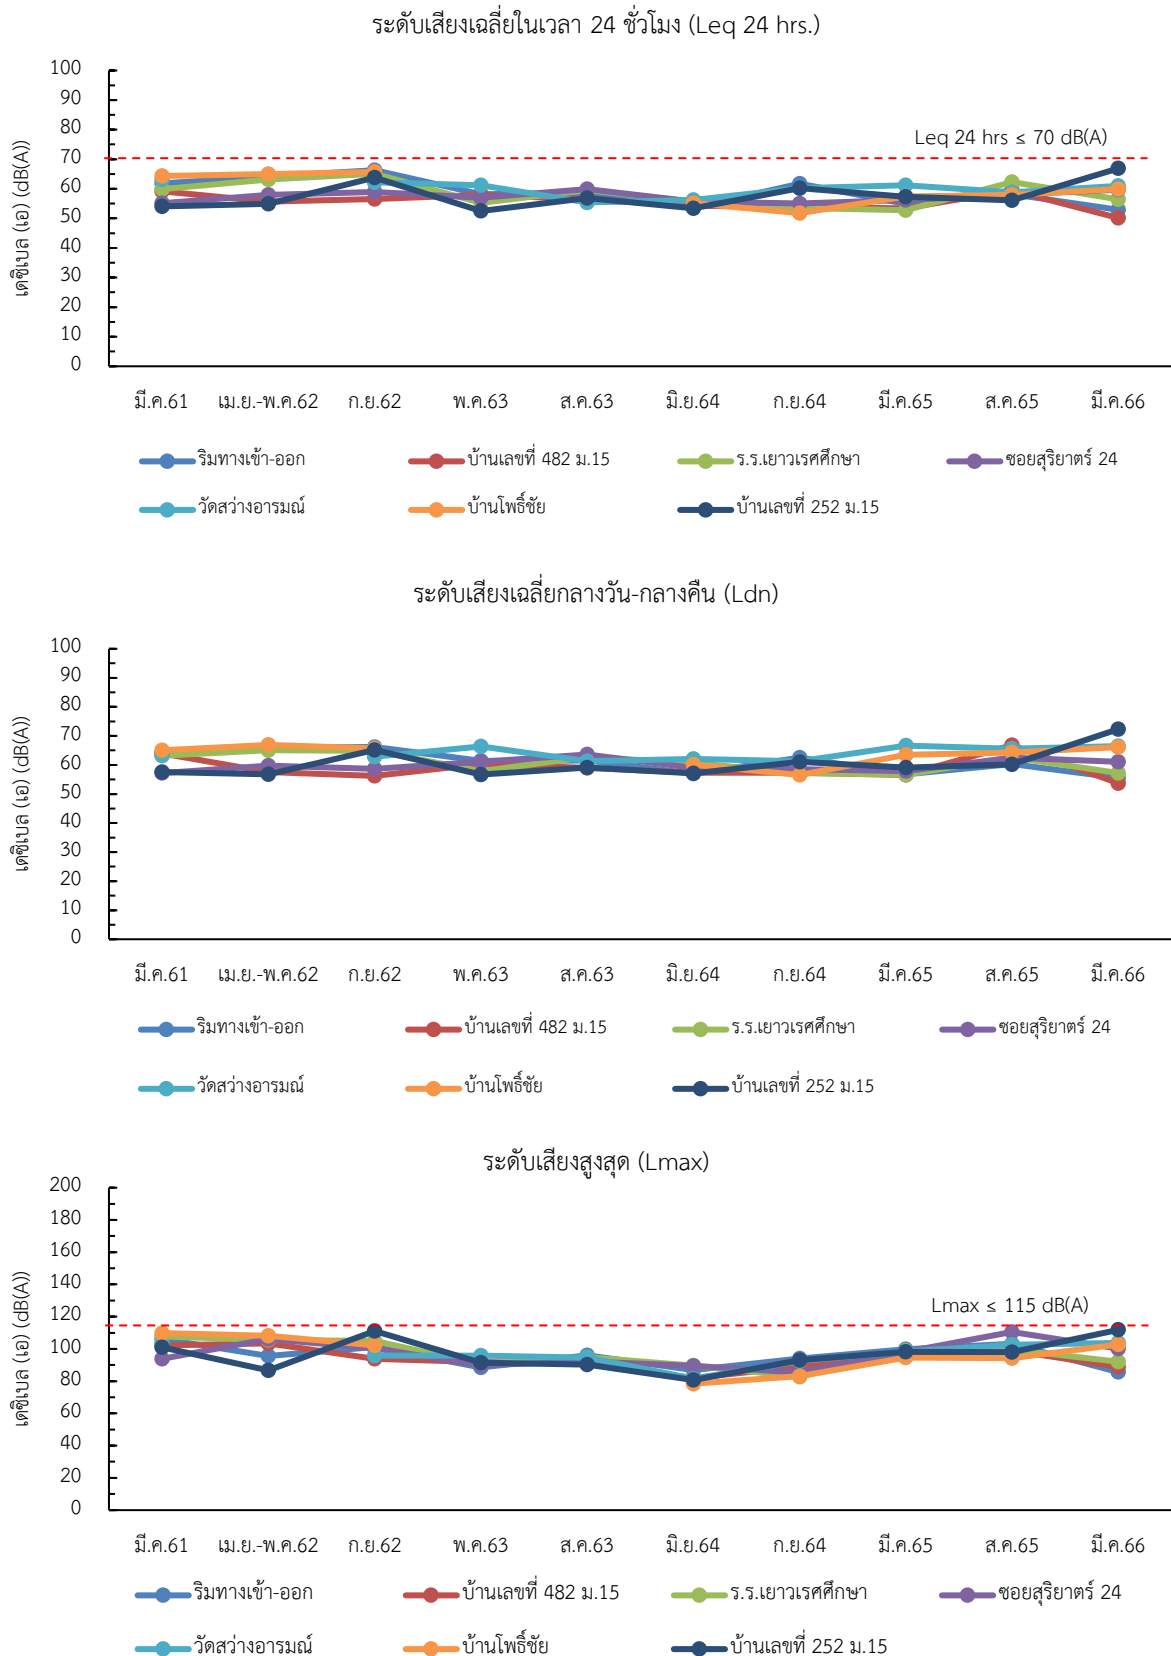 ระดับเสียงเฉลี่ยในเวลา 24 ชั่วโมง (Leq 24 hrs.)
เดซิเบล (เอ) (dB(A))
100
90
80
70
60
50
40
30
20
10
0
Leq 24 hrs ≤ 70 dB(A)
มี.ค.61 เม.ย.-พ.ค.62 ก.ย.62 พ.ค.63 ส.ค.63 มิ.ย.64 ก.ย.64 มี.ค.65 ส.ค.65 มี.ค.66
ริมทางเข้า-ออก บ้านเลขที่ 482 ม.15 ร.ร.เยาวเรศศึกษา ซอยสุริยาตร์ 24
วัดสว่างอารมณ์ บ้านโพธิ์ชัย บ้านเลขที่ 252 ม.15
ระดับเสียงเฉลี่ยกลางวัน-กลางคืน (Ldn)
เดซิเบล (เอ) (dB(A))
100
90
80
70
60
50
40
30
20
10
0
มี.ค.61 เม.ย.-พ.ค.62 ก.ย.62 พ.ค.63 ส.ค.63 มิ.ย.64 ก.ย.64 มี.ค.65 ส.ค.65 มี.ค.66
ริมทางเข้า-ออก บ้านเลขที่ 482 ม.15 ร.ร.เยาวเรศศึกษา ซอยสุริยาตร์ 24
วัดสว่างอารมณ์ บ้านโพธิ์ชัย บ้านเลขที่ 252 ม.15
ระดับเสียงสูงสุด (Lmax)
เดซิเบล (เอ) (dB(A))
200
180
160
140
120
100
80
60
40
20
0
Lmax ≤ 115 dB(A)
มี.ค.61 เม.ย.-พ.ค.62 ก.ย.62 พ.ค.63 ส.ค.63 มิ.ย.64 ก.ย.64 มี.ค.65 ส.ค.65 มี.ค.66
ริมทางเข้า-ออก บ้านเลขที่ 482 ม.15 ร.ร.เยาวเรศศึกษา ซอยสุริยาตร์ 24
วัดสว่างอารมณ์ บ้านโพธิ์ชัย บ้านเลขที่ 252 ม.15